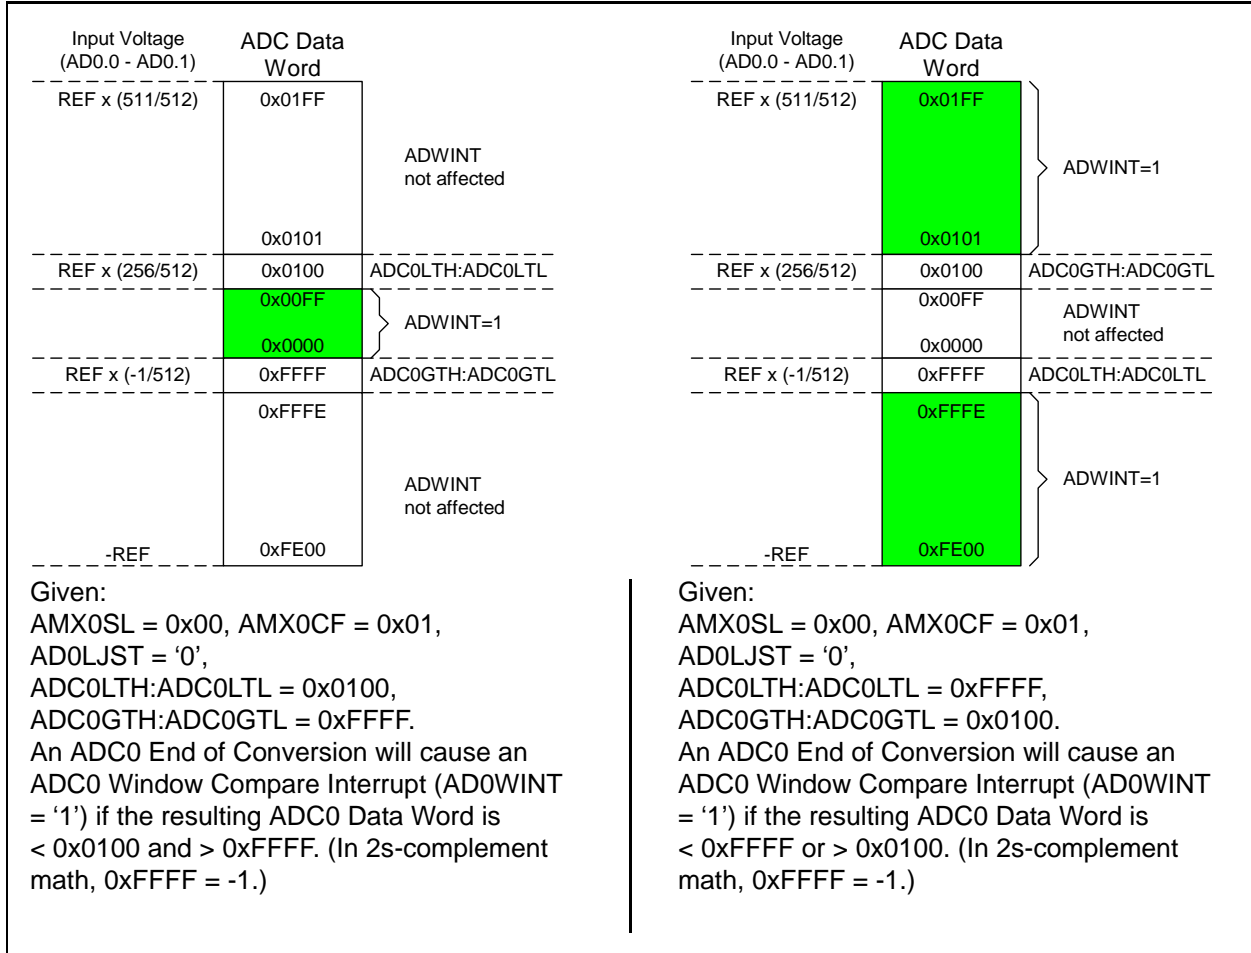 Input Voltage
(AD0.0 - AD0.1)
ADC Data
Word
REF x (511/512)
0x01FF
ADWINT
not affected
0x0101
REF x (256/512)
0x0100
ADC0LTH:ADC0LTL
0x00FF
ADWINT=1
0x0000
REF x (-1/512)
0xFFFF
ADC0GTH:ADC0GTL
0xFFFE
ADWINT
not affected
-REF
0xFE00
Given:
AMX0SL = 0x00, AMX0CF = 0x01,
AD0LJST = ‘0’,
ADC0LTH:ADC0LTL = 0x0100,
ADC0GTH:ADC0GTL = 0xFFFF.
An ADC0 End of Conversion will cause an
ADC0 Window Compare Interrupt (AD0WINT
= ‘1’) if the resulting ADC0 Data Word is
< 0x0100 and > 0xFFFF. (In 2s-complement
math, 0xFFFF = -1.)
Input Voltage
(AD0.0 - AD0.1)
ADC Data
Word
REF x (511/512)
0x01FF
ADWINT=1
0x0101
REF x (256/512)
0x0100
ADC0GTH:ADC0GTL
0x00FF
ADWINT
not affected
0x0000
REF x (-1/512)
0xFFFF
ADC0LTH:ADC0LTL
0xFFFE
ADWINT=1
-REF
0xFE00
Given:
AMX0SL = 0x00, AMX0CF = 0x01,
AD0LJST = ‘0’,
ADC0LTH:ADC0LTL = 0xFFFF,
ADC0GTH:ADC0GTL = 0x0100.
An ADC0 End of Conversion will cause an
ADC0 Window Compare Interrupt (AD0WINT
= ‘1’) if the resulting ADC0 Data Word is
< 0xFFFF or > 0x0100. (In 2s-complement
math, 0xFFFF = -1.)